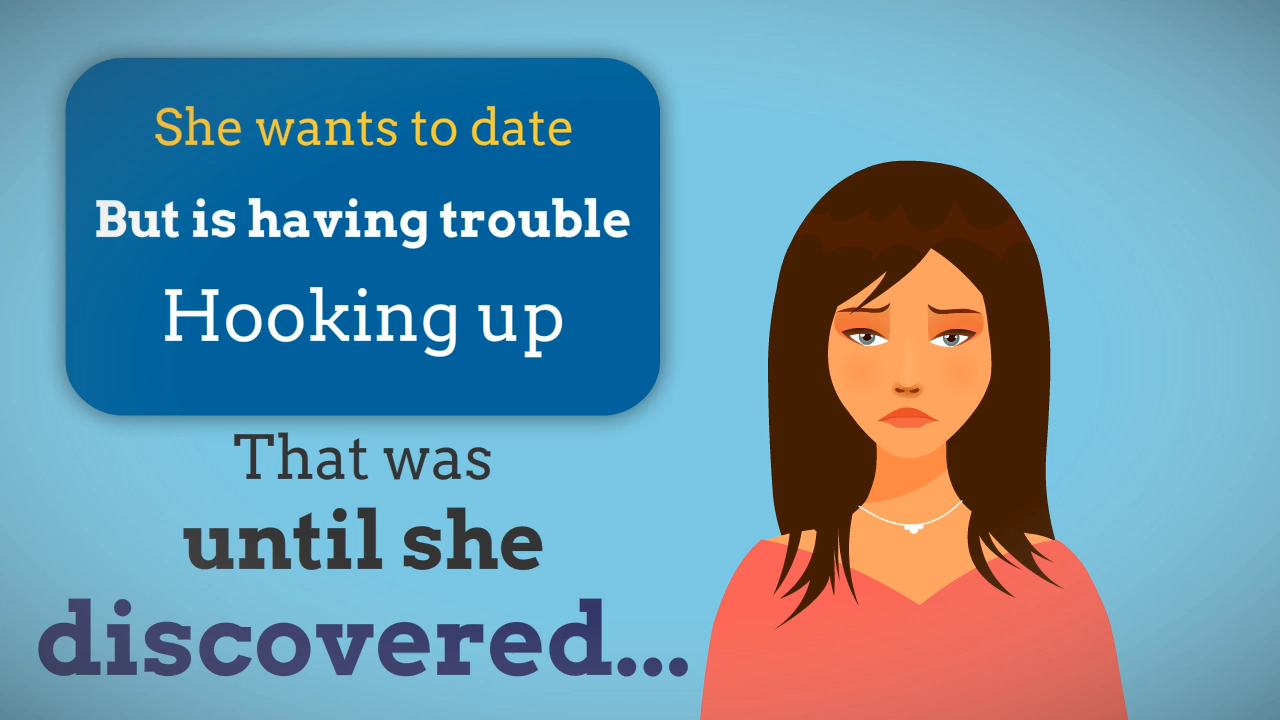 She wants to date
But is having trouble
Hooking up
That was
until she
discovered...